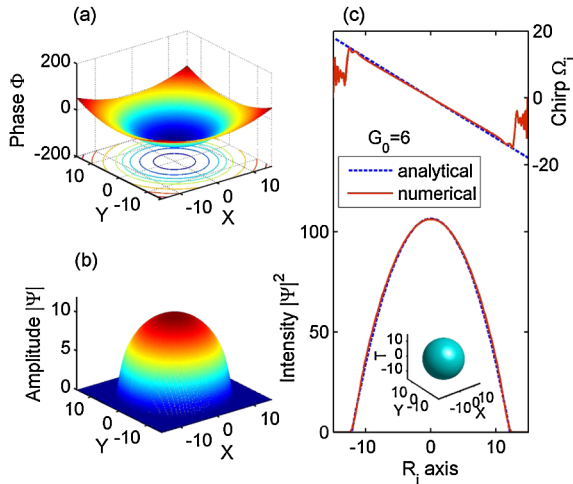 (a)
200
0
-200
Phase Φ
10
0
-10
Y
-10
0
10
X
(b)
10
5
0
Amplitude |Ψ|
10
0
-10
Y
-10
0
10
X
(c)
20
0
-20
Chirp Ωi
G0=6
analytical
numerical
100
50
0
Intensity |Ψ|²
10
0
-10
T
10
0
-10
Y
-10
0
10
X
-10
0
10
Ri axis